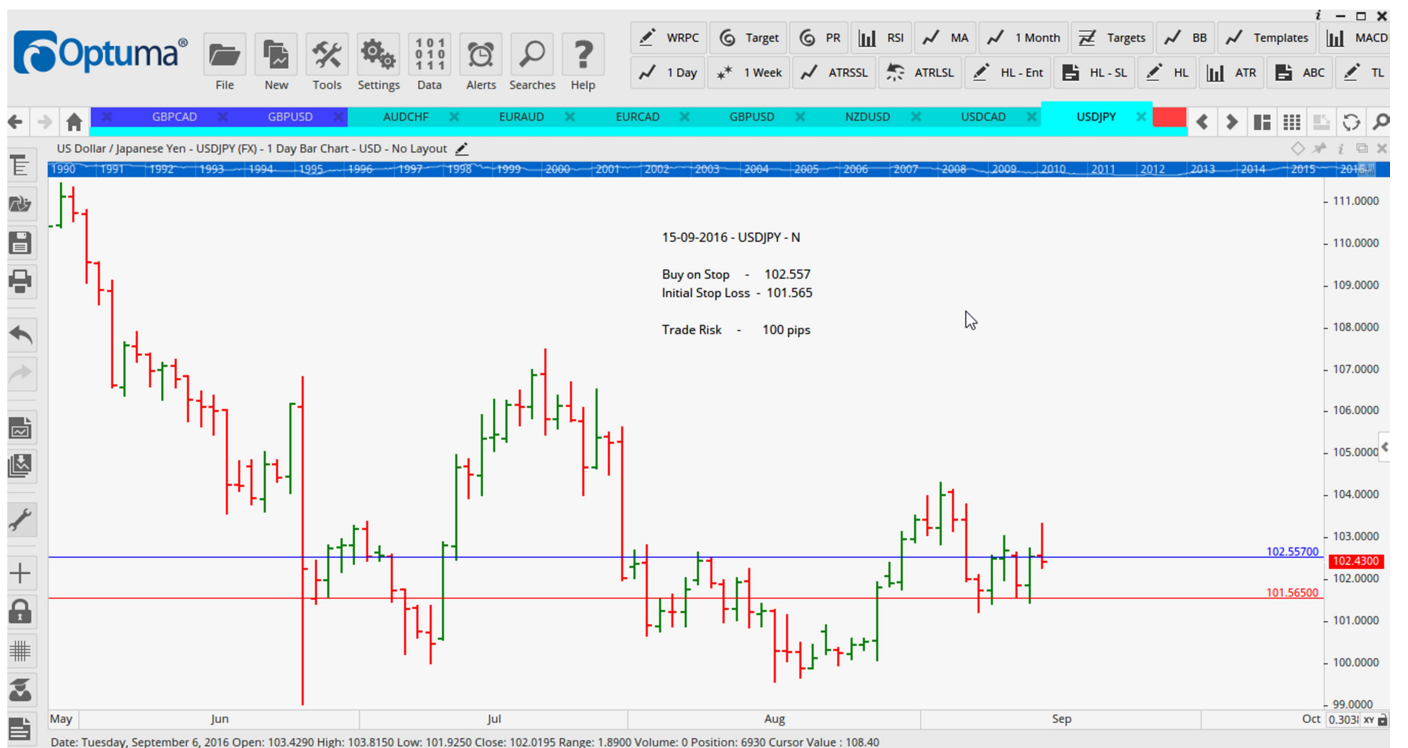 Optuma®
File New Tools Settings Data Alerts Searches Help
WRPC Target PR RSI MA 1 Month Targets BB Templates MACD
1 Day 1 Week ATRSSL ATRLSL HL - Ent HL - SL HL ATR ABC TL
GBPCAD GBPUSD AUDCHF EURAUD EURCAD GBPUSD NZDUSD USDCAD USDJPY
US Dollar / Japanese Yen - USDJPY (FX) - 1 Day Bar Chart - USD - No Layout
1990 1991 1992 1993 1994 1995 1996 1997 1998 1999 2000 2001 2002 2003 2004 2005 2006 2007 2008 2009 2010 2011 2012 2013 2014 2015 2016
111.0000
15-09-2016 - USDJPY - N
110.0000
Buy on Stop - 102.557
109.0000
Initial Stop Loss - 101.565
108.0000
Trade Risk - 100 pips
107.0000
106.0000
105.0000
104.0000
103.0000
102.55700
102.4300
102.0000
101.56500
101.0000
100.0000
99.0000
May Jun Jul Aug Sep Oct XY
Date: Tuesday, September 6, 2016 Open: 103.4290 High: 103.8150 Low: 101.9250 Close: 102.0195 Range: 1.8900 Volume: 0 Position: 6930 Cursor Value : 108.40